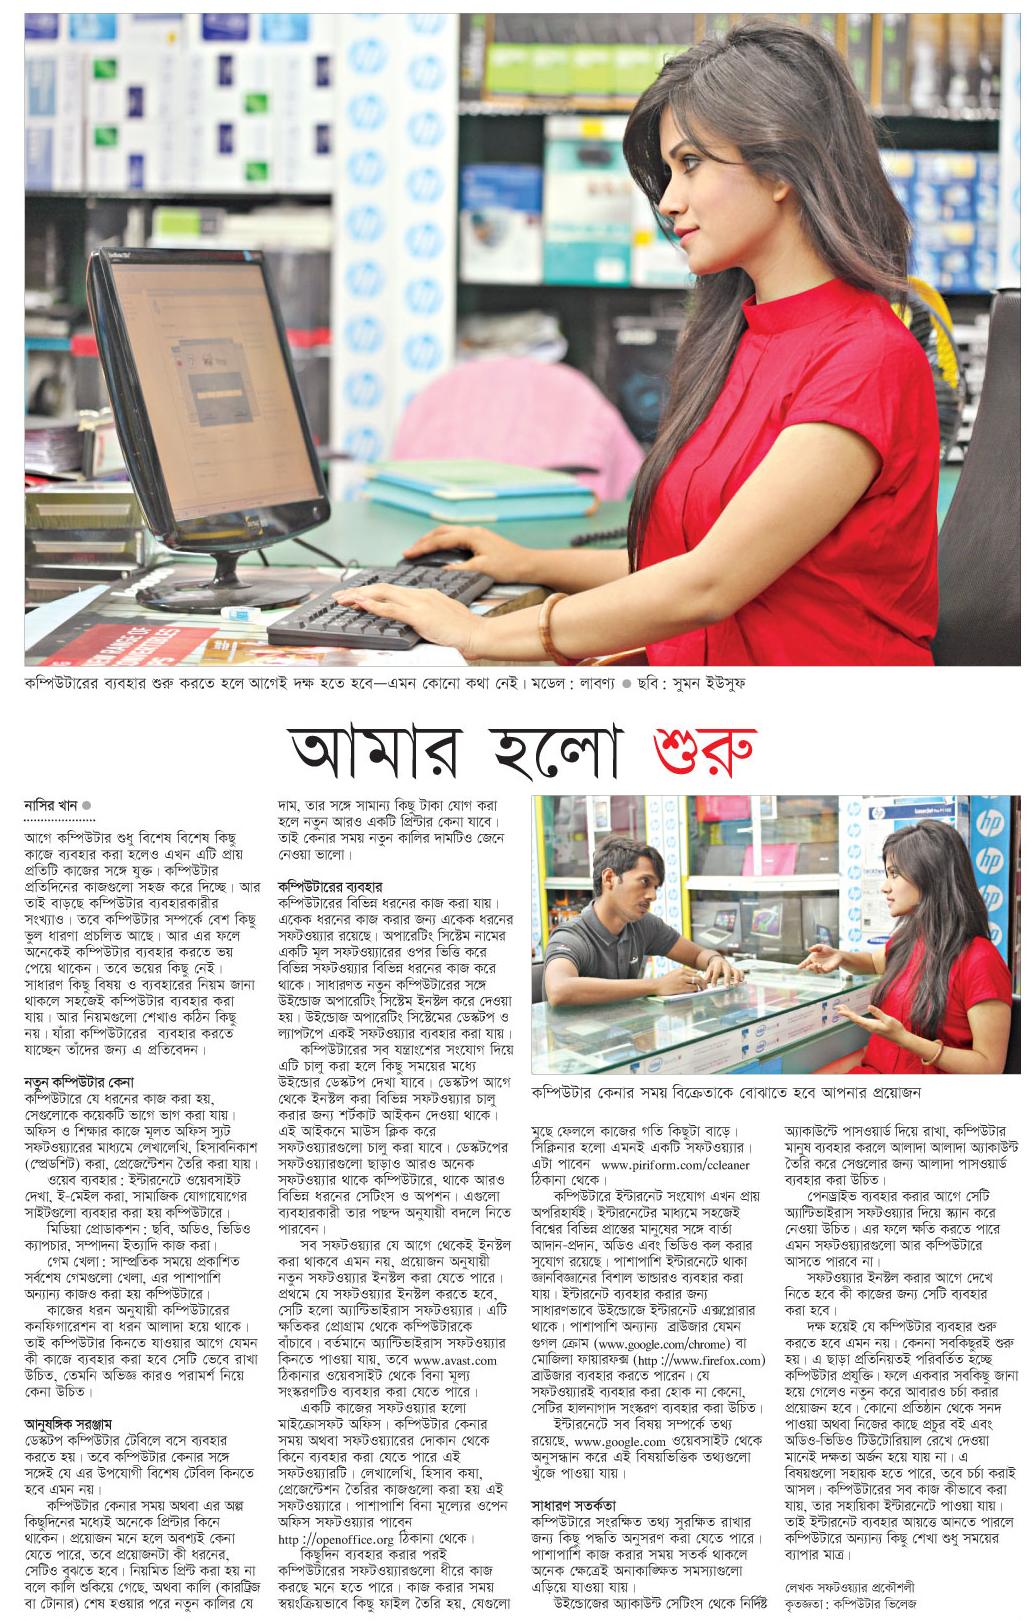 কম্পিউটারের ব্যবহার শুরু করতে হলে আগেই দক্ষ হতে হবে—এমন কোনো কথা নেই। মডেল : লাবণ্য ● ছবি : সুমন ইউসুফ
আমার হলো শুরু
নাসির খান ●
আগে কম্পিউটার শুধু বিশেষ বিশেষ কিছু
কাজে ব্যবহার করা হলেও এখন এটি প্রায়
প্রতিটি কাজের সঙ্গে যুক্ত। কম্পিউটার
প্রতিদিনের কাজগুলো সহজ করে দিচ্ছে। আর
তাই বাড়ছে কম্পিউটার ব্যবহারকারীর
সংখ্যাও। তবে কম্পিউটার সম্পর্কে বেশ কিছু
ভুল ধারণা প্রচলিত আছে। আর এর ফলে
অনেকেই কম্পিউটার ব্যবহার করতে ভয়
পেয়ে থাকেন। তবে ভয়ের কিছু নেই।
সাধারণ কিছু বিষয় ও ব্যবহারের নিয়ম জানা
থাকলে সহজেই কম্পিউটার ব্যবহার করা
যায়। আর নিয়মগুলো শেখাও কঠিন কিছু
নয়। যাঁরা কম্পিউটারের ব্যবহার করতে
যাচ্ছেন তাঁদের জন্য এ প্রতিবেদন।
নতুন কম্পিউটার কেনা
কম্পিউটারে যে ধরনের কাজ করা হয়,
সেগুলোকে কয়েকটি ভাগে ভাগ করা যায়।
অফিস ও শিক্ষার কাজে মূলত অফিস স্যুট
সফটওয়্যারের মাধ্যমে লেখালেখি, হিসাবনিকাশ
(স্প্রেডশিট) করা, প্রেজেন্টেশন তৈরি করা যায়।
ওয়েব ব্যবহার : ইন্টারনেটে ওয়েবসাইট
দেখা, ই-মেইল করা, সামাজিক যোগাযোগের
সাইটগুলো ব্যবহার করা হয় কম্পিউটারে।
মিডিয়া প্রোডাকশন : ছবি, অডিও, ভিডিও
ক্যাপচার, সম্পাদনা ইত্যাদি কাজ করা।
গেম খেলা : সাম্প্রতিক সময়ে প্রকাশিত
সর্বশেষ গেমগুলো খেলা, এর পাশাপাশি
অন্যান্য কাজও করা হয় কম্পিউটারে।
কাজের ধরন অনুযায়ী কম্পিউটারের
কনফিগারেশন বা ধরন আলাদা হয়ে থাকে।
তাই কম্পিউটার কিনতে যাওয়ার আগে যেমন
কী কাজে ব্যবহার করা হবে সেটি ভেবে রাখা
উচিত, তেমনি অভিজ্ঞ কারও পরামর্শ নিয়ে
কেনা উচিত।
আনুষঙ্গিক সরঞ্জাম
ডেস্কটপ কম্পিউটার টেবিলে বসে ব্যবহার
করতে হয়। তবে কম্পিউটার কেনার সঙ্গে
সঙ্গেই যে এর উপযোগী বিশেষ টেবিল কিনতে
হবে এমন নয়।
কম্পিউটার কেনার সময় অথবা এর অল্প
কিছুদিনের মধ্যেই অনেকে প্রিন্টার কিনে
থাকেন। প্রয়োজন মনে হলে অবশ্যই কেনা
যেতে পারে, তবে প্রয়োজনটা কী ধরনের,
সেটিও বুঝতে হবে। নিয়মিত প্রিন্ট করা হয় না
বলে কালি শুকিয়ে গেছে, অথবা কালি (কারট্রিজ
বা টোনার) শেষ হওয়ার পরে নতুন কালির যে
দাম, তার সঙ্গে সামান্য কিছু টাকা যোগ করা
হলে নতুন আরও একটি প্রিন্টার কেনা যাবে।
তাই কেনার সময় নতুন কালির দামটিও জেনে
নেওয়া ভালো।
কম্পিউটারের ব্যবহার
কম্পিউটারের বিভিন্ন ধরনের কাজ করা যায়।
একেক ধরনের কাজ করার জন্য একেক ধরনের
সফটওয়্যার রয়েছে। অপারেটিং সিস্টেম নামের
একটি মূল সফটওয়্যারের ওপর ভিত্তি করে
বিভিন্ন সফটওয়্যার বিভিন্ন ধরনের কাজ করে
থাকে। সাধারণত নতুন কম্পিউটারের সঙ্গে
উইন্ডোজ অপারেটিং সিস্টেম ইনস্টল করে দেওয়া
হয়। উইন্ডোজ অপারেটিং সিস্টেমের ডেস্কটপ ও
ল্যাপটপে একই সফটওয়্যার ব্যবহার করা যায়।
কম্পিউটারের সব যন্ত্রাংশের সংযোগ দিয়ে
এটি চালু করা হলে কিছু সময়ের মধ্যে
উইন্ডোর ডেস্কটপ দেখা যাবে। ডেস্কটপ আগে
থেকে ইনস্টল করা বিভিন্ন সফটওয়্যার চালু
করার জন্য শর্টকাট আইকন দেওয়া থাকে।
এই আইকনে মাউস ক্লিক করে
সফটওয়্যারগুলো চালু করা যাবে। ডেস্কটপের
সফটওয়্যারগুলো ছাড়াও আরও অনেক
সফটওয়্যার থাকে কম্পিউটারে, থাকে আরও
বিভিন্ন ধরনের সেটিংস ও অপশন। এগুলো
ব্যবহারকারী তার পছন্দ অনুযায়ী বদলে নিতে
পারবেন।
সব সফটওয়্যার যে আগে থেকেই ইনস্টল
করা থাকবে এমন নয়, প্রয়োজন অনুযায়ী
নতুন সফটওয়্যার ইনস্টল করা যেতে পারে।
প্রথমে যে সফটওয়্যার ইনস্টল করতে হবে,
সেটি হলো অ্যান্টিভাইরাস সফটওয়্যার। এটি
ক্ষতিকর প্রোগ্রাম থেকে কম্পিউটারকে
বাঁচাবে। বর্তমানে অ্যান্টিভাইরাস সফটওয়্যার
কিনতে পাওয়া যায়, তবে www.avast.com
ঠিকানার ওয়েবসাইট থেকে বিনা মূল্য
সংস্করণটিও ব্যবহার করা যেতে পারে।
একটি কাজের সফটওয়্যার হলো
মাইক্রোসফট অফিস। কম্পিউটার কেনার
সময় অথবা সফটওয়্যারের দোকান থেকে
কিনে ব্যবহার করা যেতে পারে এই
সফটওয়্যারটি। লেখালেখি, হিসাব কষা,
প্রেজেন্টেশন তৈরির কাজগুলো করা হয় এই
সফটওয়্যারে। পাশাপাশি বিনা মূল্যের ওপেন
অফিস সফটওয়্যার পাবেন
http ://openoffice.org ঠিকানা থেকে।
কিছুদিন ব্যবহার করার পরই
কম্পিউটারের সফটওয়্যারগুলো ধীরে কাজ
করছে মনে হতে পারে। কাজ করার সময়
স্বয়ংক্রিয়ভাবে কিছু ফাইল তৈরি হয়, যেগুলো
কম্পিউটার কেনার সময় বিক্রেতাকে বোঝাতে হবে আপনার প্রয়োজন
মুছে ফেললে কাজের গতি কিছুটা বাড়ে।
সিক্লিনার হলো এমনই একটি সফটওয়্যার।
এটা পাবেন www.piriform.com/ccleaner
ঠিকানা থেকে।
কম্পিউটারে ইন্টারনেট সংযোগ এখন প্রায়
অপরিহার্যই। ইন্টারনেটের মাধ্যমে সহজেই
বিশ্বের বিভিন্ন প্রান্তের মানুষের সঙ্গে বার্তা
আদান-প্রদান, অডিও এবং ভিডিও কল করার
সুযোগ রয়েছে। পাশাপাশি ইন্টারনেটে থাকা
জ্ঞানবিজ্ঞানের বিশাল ভান্ডারও ব্যবহার করা
যায়। ইন্টারনেট ব্যবহার করার জন্য
সাধারণভাবে উইন্ডোজে ইন্টারনেট এক্সপ্লোরার
থাকে। পাশাপাশি অন্যান্য ব্রাউজার যেমন
গুগল ক্রোম (www.google.com/chrome) বা
মোজিলা ফায়ারফক্স (http ://www.firefox.com)
ব্রাউজার ব্যবহার করতে পারেন। যে
সফটওয়্যারই ব্যবহার করা হোক না কেনো,
সেটির হালনাগাদ সংস্করণ ব্যবহার করা উচিত।
ইন্টারনেটে সব বিষয় সম্পর্কে তথ্য
রয়েছে, www.google.com ওয়েবসাইট থেকে
অনুসন্ধান করে এই বিষয়ভিত্তিক তথ্যগুলো
খুঁজে পাওয়া যায়।
সাধারণ সতর্কতা
কম্পিউটারে সংরক্ষিত তথ্য সুরক্ষিত রাখার
জন্য কিছু পদ্ধতি অনুসরণ করা যেতে পারে।
পাশাপাশি কাজ করার সময় সতর্ক থাকলে
অনেক ক্ষেত্রেই অনাকাঙ্ক্ষিত সমস্যাগুলো
এড়িয়ে যাওয়া যায়।
উইন্ডোজের অ্যাকাউন্ট সেটিংস থেকে নির্দিষ্ট
অ্যাকাউন্টে পাসওয়ার্ড দিয়ে রাখা, কম্পিউটার
মানুষ ব্যবহার করলে আলাদা আলাদা অ্যাকাউন্ট
তৈরি করে সেগুলোর জন্য আলাদা পাসওয়ার্ড
ব্যবহার করা উচিত।
পেনড্রাইভ ব্যবহার করার আগে সেটি
অ্যান্টিভাইরাস সফটওয়্যার দিয়ে স্ক্যান করে
নেওয়া উচিত। এর ফলে ক্ষতি করতে পারে
এমন সফটওয়্যারগুলো আর কম্পিউটারে
আসতে পারবে না।
সফটওয়্যার ইনস্টল করার আগে দেখে
নিতে হবে কী কাজের জন্য সেটি ব্যবহার
করা হবে।
দক্ষ হয়েই যে কম্পিউটার ব্যবহার শুরু
করতে হবে এমন নয়। কেননা সবকিছুরই শুরু
হয়। এ ছাড়া প্রতিনিয়তই পরিবর্তিত হচ্ছে
কম্পিউটার প্রযুক্তি। ফলে একবার সবকিছু জানা
হয়ে গেলেও নতুন করে আবারও চর্চা করার
প্রয়োজন হবে। কোনো প্রতিষ্ঠান থেকে সনদ
পাওয়া অথবা নিজের কাছে প্রচুর বই এবং
অডিও-ভিডিও টিউটোরিয়াল রেখে দেওয়া
মানেই দক্ষতা অর্জন হয়ে যায় না। এ
বিষয়গুলো সহায়ক হতে পারে, তবে চর্চা করাই
আসল। কম্পিউটারের সব কাজ কীভাবে করা
যায়, তার সহায়িকা ইন্টারনেটে পাওয়া যায়।
তাই ইন্টারনেট ব্যবহার আয়ত্তে আনতে পারলে
কম্পিউটারে অন্যান্য কিছু শেখা শুধু সময়ের
ব্যাপার মাত্র।
লেখক সফটওয়্যার প্রকৌশলী
কৃতজ্ঞতা : কম্পিউটার ভিলেজ